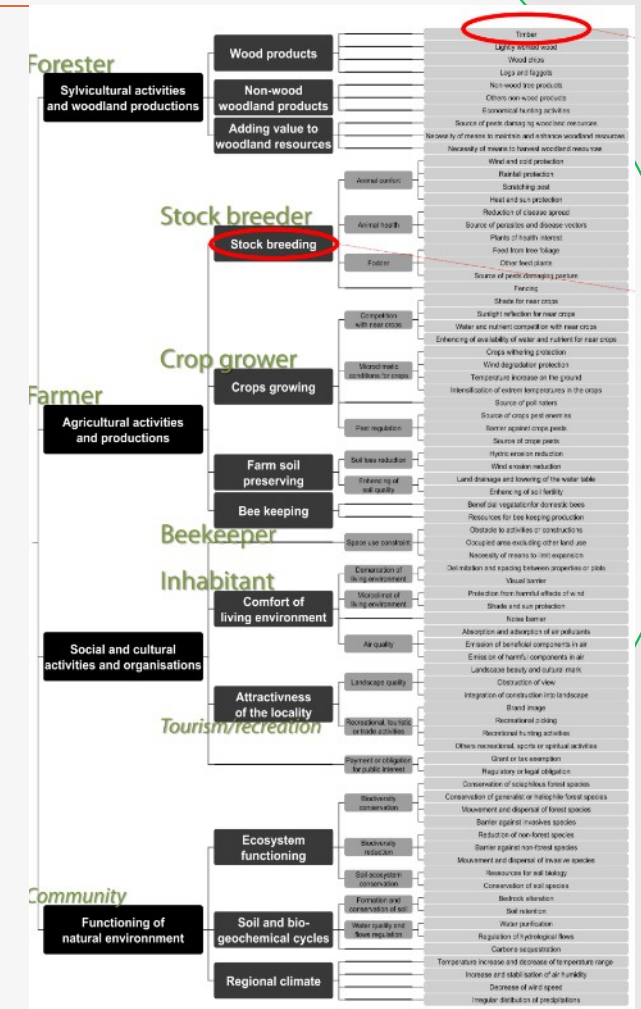 Forester
Sylvicultural activities
and woodland productions
Wood products
Timber
Lightly worked wood
Wood chips
Logs and faggots
Non-wood
woodland products
Non-wood tree products
Others non-wood products
Economical hunting activities
Adding value to
woodland resources
Source of pests damaging woodland resources
Necessity of means to maintain and enhance woodland resources
Necessity of means to harvest woodland resources
Farmer
Agricultural activities
and productions
Stock breeder
Stock breeding
Animal comfort
Wind and cold protection
Rainfall protection
Scratching post
Heat and sun protection
Animal health
Reduction of disease spread
Source of parasites and disease vectors
Plants of health interest
Fodder
Feed from tree foliage
Other feed plants
Source of pests damaging pasture
Fencing
Crop grower
Crops growing
Competition
with near crops
Shade for near crops
Sunlight reflection for near crops
Water and nutrient competition with near crops
Enhancing of availability of water and nutrient for near crops
Microclimatic
conditions for crops
Crops withering protection
Wind degradation protection
Temperature increase on the ground
Intensification of extrem temperatures in the crops
Source of pollinaters
Pest regulation
Source of crops pest enemies
Barrier against crops pests
Source of crops pests
Farm soil
preserving
Soil loss reduction
Hydric erosion reduction
Wind erosion reduction
Enhancing of
soil quality
Land drainage and lowering of the water table
Enhancing of soil fertility
Bee keeping
Beneficial vegetationfor domestic bees
Resources for bee keeping production
Beekeeper
Social and cultural
activities and organisations
Space use constraint
Obstacle to activities or constructions
Occupied area excluding other land use
Necessity of means to limit expansion
Inhabitant
Comfort of
living environment
Demarcation of
living environment
Delimitation and spacing between properties or plots
Visual barrier
Microclimat of
living environment
Protection from harmful effects of wind
Shade and sun protection
Noise barrier
Air quality
Absorption and adsorption of air pollutants
Emission of beneficial components in air
Emission of harmful components in air
Attractivness
of the locality
Tourism/recreation
Landscape quality
Landscape beauty and cultural mark
Obstruction of view
Integration of construction into landscape
Recreational, touristic
or trade activities
Brand image
Recreational picking
Recretional hunting activities
Others recreational, sports or spiritual activities
Payment or obligation
for public interest
Grant or tax exemption
Regulatory or legal obligation
Community
Functioning of
natural environnment
Ecosystem
functioning
Biodiversity
conservation
Conservation of sciaphilous forest species
Conservation of generalist or heliophile forest species
Mouvement and dispersal of forest species
Barrier against invasives species
Biodiversity
reduction
Reduction of non-forest species
Barrier against non-forest species
Mouvement and dispersal of invasive species
Soil ecosystem
conservation
Ressources for soil biology
Conservation of soil species
Soil and bio-
geochemical cycles
Formation and
conservation of soil
Bedrock alteration
Soil retention
Water quality and
flows regulation
Water purification
Regulation of hydrological flows
Carbone sequestration
Regional climate
Temperature increase and decrease of temperature range
Increase and stabilisation of air humidity
Decrease of wind speed
Irregular distibution of precipitations